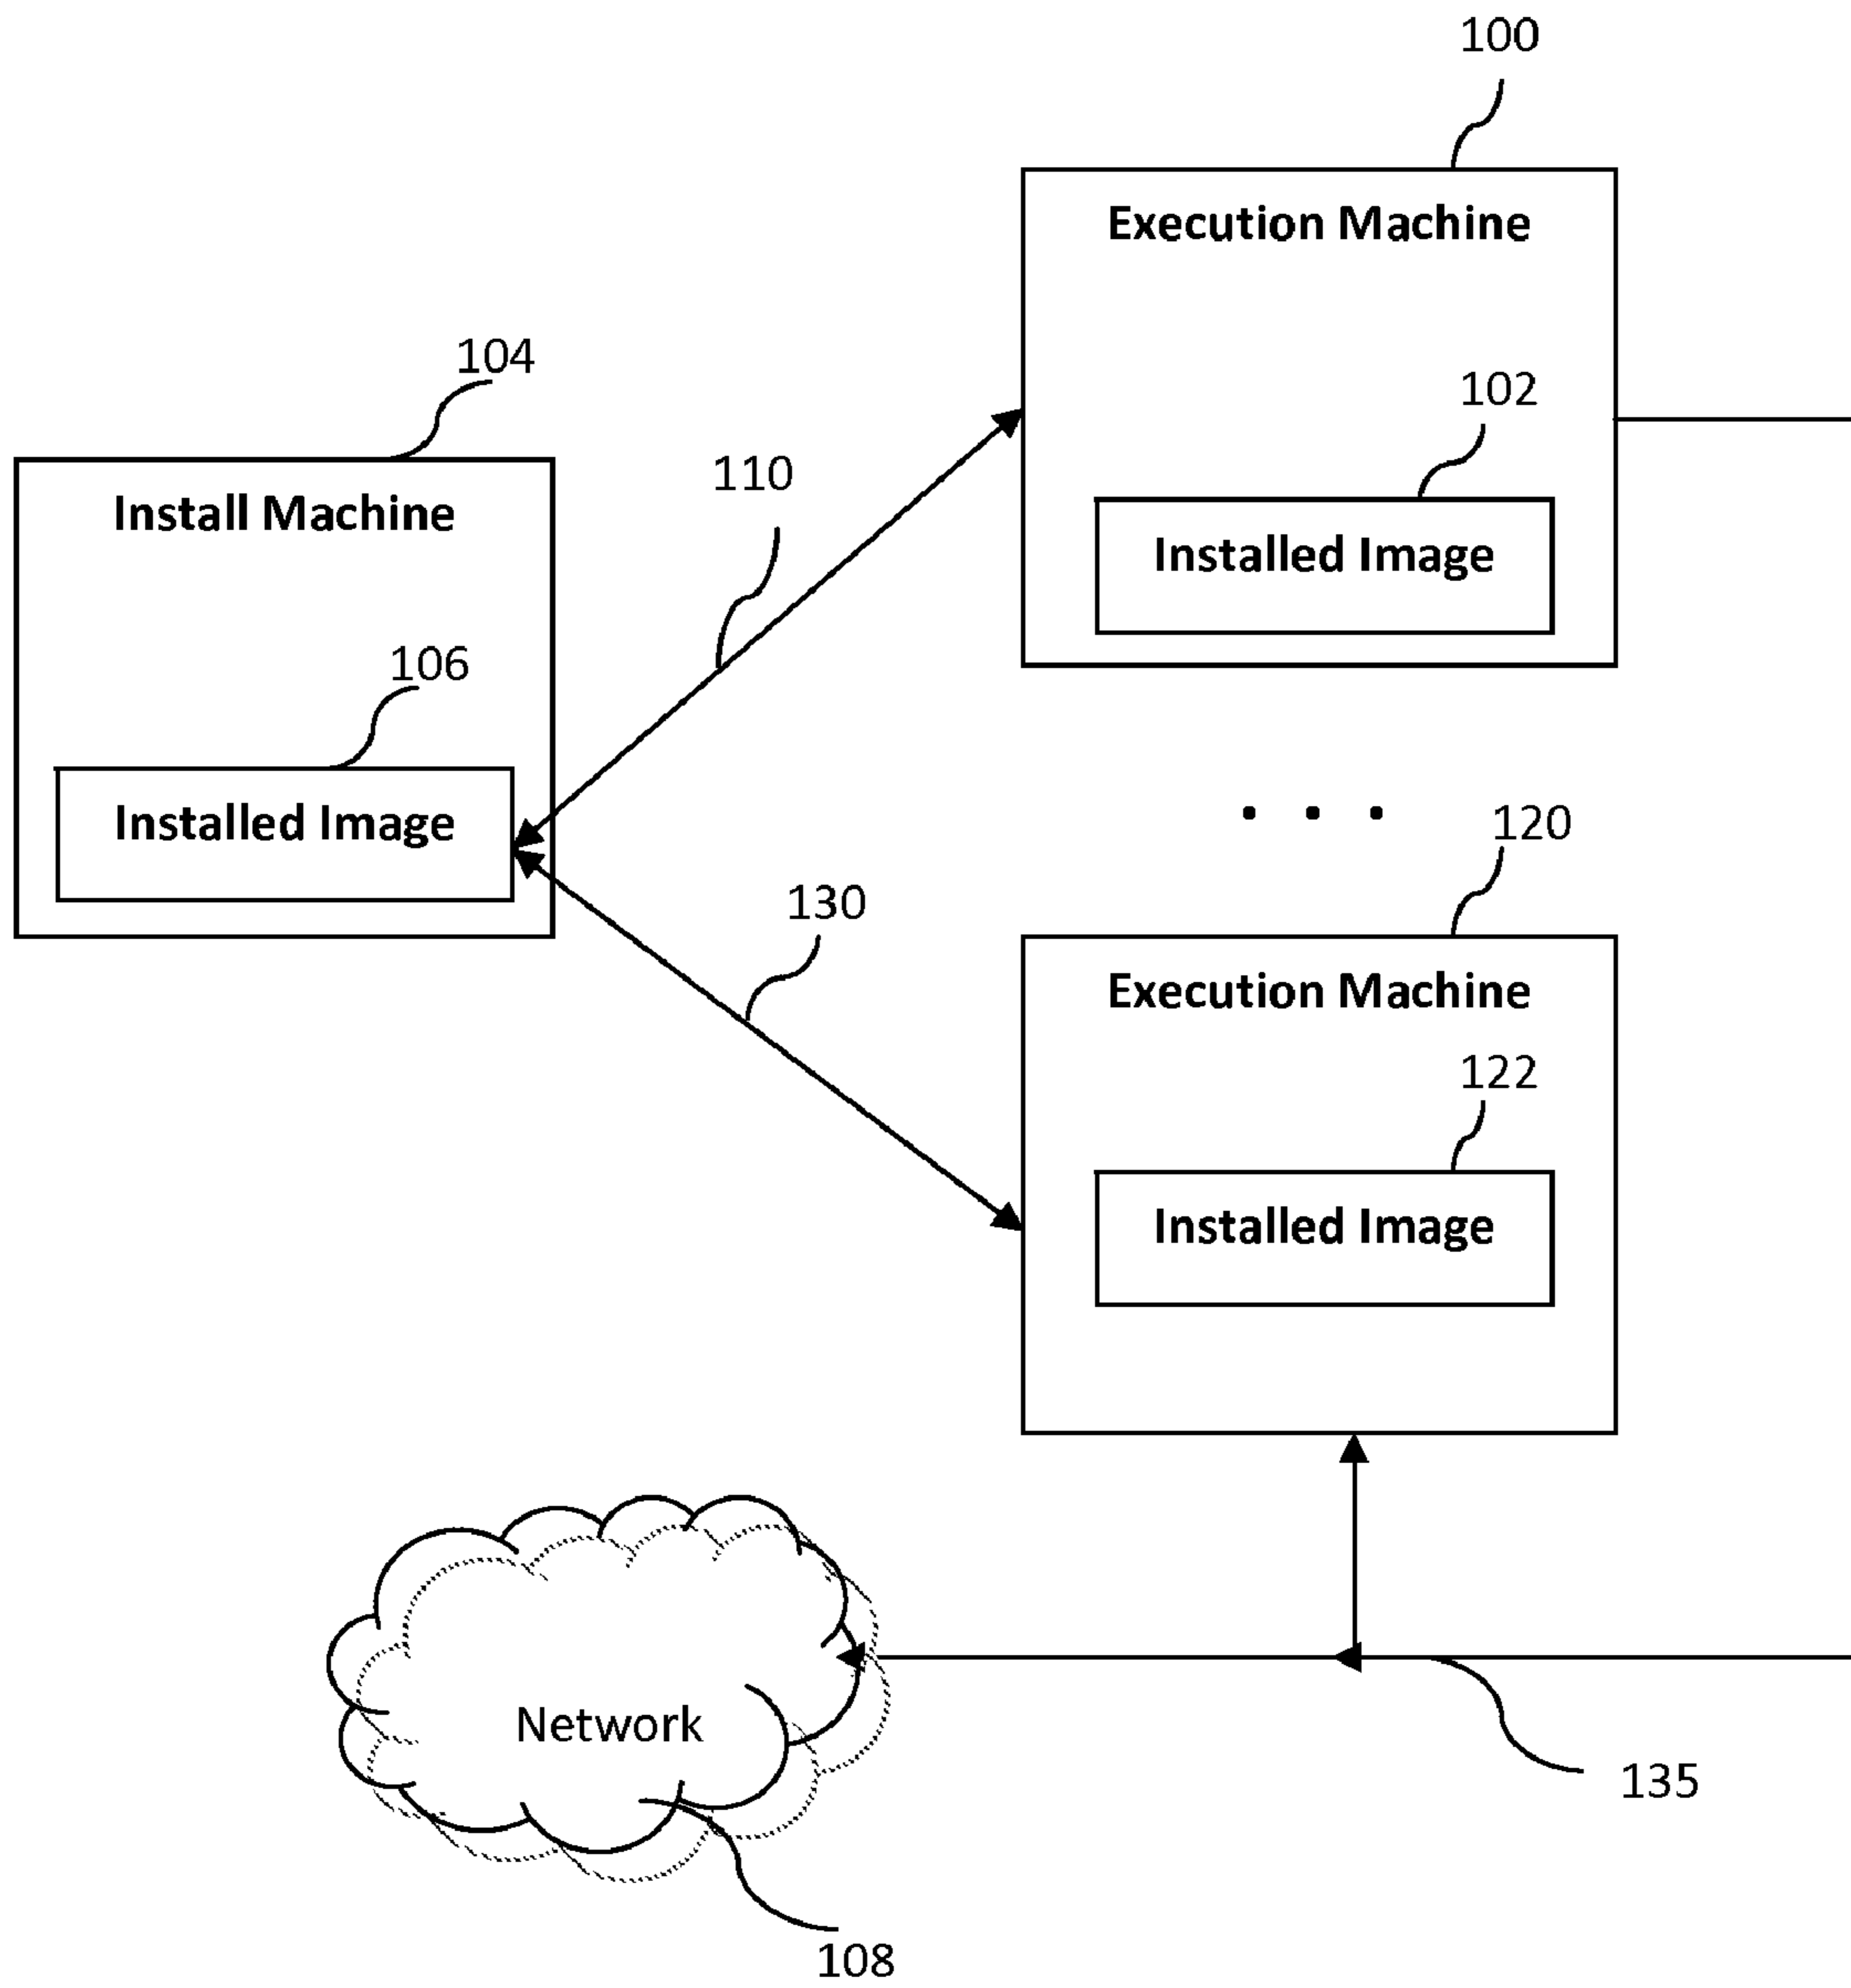 100
Execution Machine
102
Installed Image
104
Install Machine
106
Installed Image
110
. . .
120
130
Execution Machine
122
Installed Image
Network
135
108